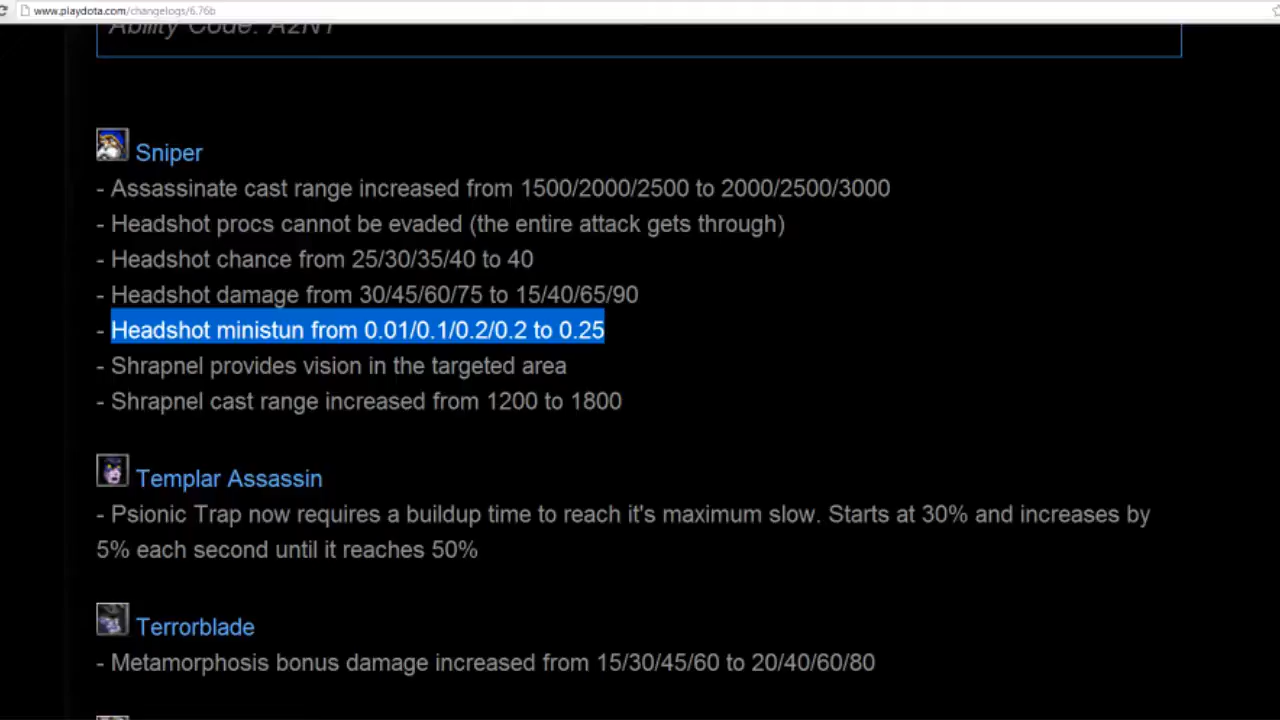 www.playdota.com/changelogs/6.76b
Ability Code: A2NT
Sniper
- Assassinate cast range increased from 1500/2000/2500 to 2000/2500/3000
- Headshot procs cannot be evaded (the entire attack gets through)
- Headshot chance from 25/30/35/40 to 40
- Headshot damage from 30/45/60/75 to 15/40/65/90
- Headshot ministun from 0.01/0.1/0.2/0.2 to 0.25
- Shrapnel provides vision in the targeted area
- Shrapnel cast range increased from 1200 to 1800
Templar Assassin
- Psionic Trap now requires a buildup time to reach it's maximum slow. Starts at 30% and increases by
5% each second until it reaches 50%
Terrorblade
- Metamorphosis bonus damage increased from 15/30/45/60 to 20/40/60/80